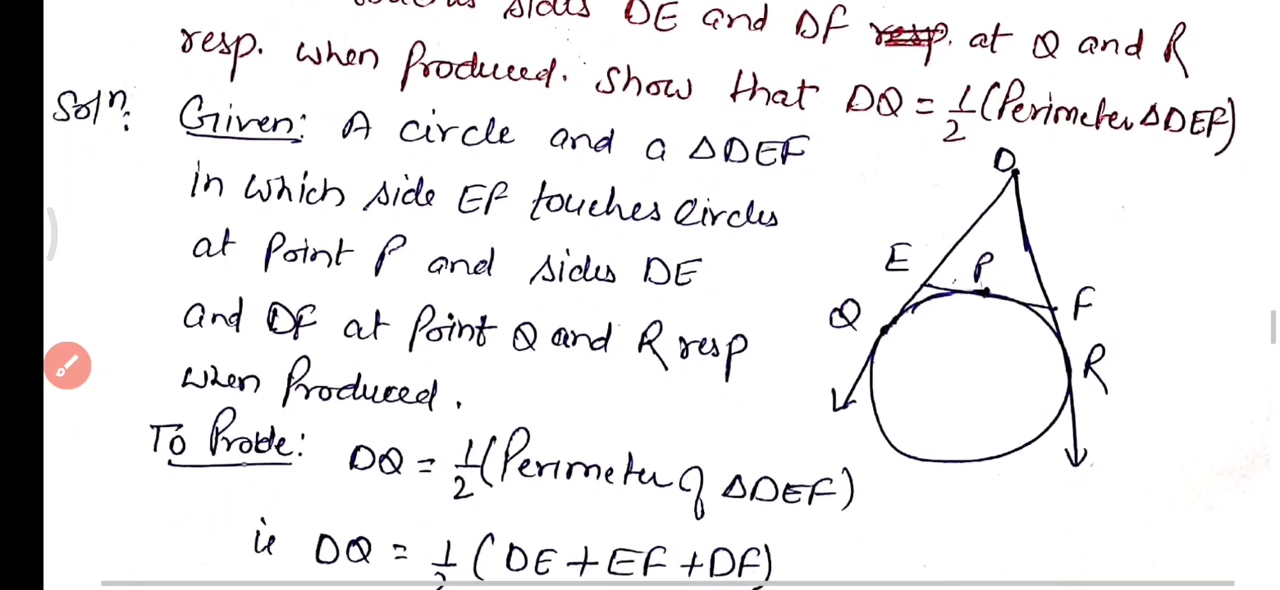 sides DE and DF resp. at Q and R
resp. when Produced. show that DQ = 1/2 (Perimeter ΔDEF)
Solⁿ: Given: A circle and a ΔDEF
in which side EF touches circles
at Point P and sides DE
and DF at Point Q and R resp
when Produced.
To Prove: DQ = 1/2 (Perimeter of ΔDEF)
ie DQ = 1/2 (DE + EF + DF)
D
E
P
F
Q
R